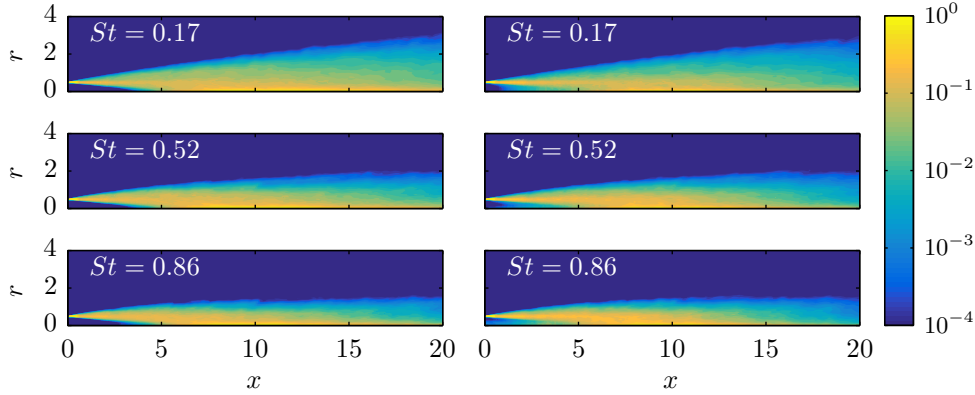 4
2
0
r
St = 0.17
St = 0.17
10^0
10^{-1}
10^{-2}
10^{-3}
10^{-4}
4
2
0
r
St = 0.52
St = 0.52
4
2
0
r
St = 0.86
St = 0.86
0 5 10 15 20
0 5 10 15 20
x
x